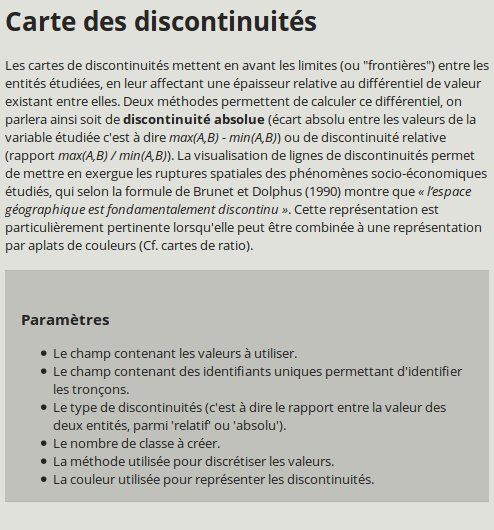 Carte des discontinuités
Les cartes de discontinuités mettent en avant les limites (ou "frontières") entre les
entités étudiées, en leur affectant une épaisseur relative au différentiel de valeur
existant entre elles. Deux méthodes permettent de calculer ce différentiel, on
parlera ainsi soit de discontinuité absolue (écart absolu entre les valeurs de la
variable étudiée c'est à dire max(A,B) - min(A,B)) ou de discontinuité relative
(rapport max(A,B) / min(A,B)). La visualisation de lignes de discontinuités permet
de mettre en exergue les ruptures spatiales des phénomènes socio-économiques
étudiés, qui selon la formule de Brunet et Dolphus (1990) montre que « l'espace
géographique est fondamentalement discontinu ». Cette représentation est
particulièrement pertinente lorsqu'elle peut être combinée à une représentation
par aplats de couleurs (Cf. cartes de ratio).
Paramètres
• Le champ contenant les valeurs à utiliser.
• Le champ contenant des identifiants uniques permettant d'identifier
les tronçons.
• Le type de discontinuités (c'est à dire le rapport entre la valeur des
deux entités, parmi 'relatif' ou 'absolu').
• Le nombre de classe à créer.
• La méthode utilisée pour discrétiser les valeurs.
• La couleur utilisée pour représenter les discontinuités.